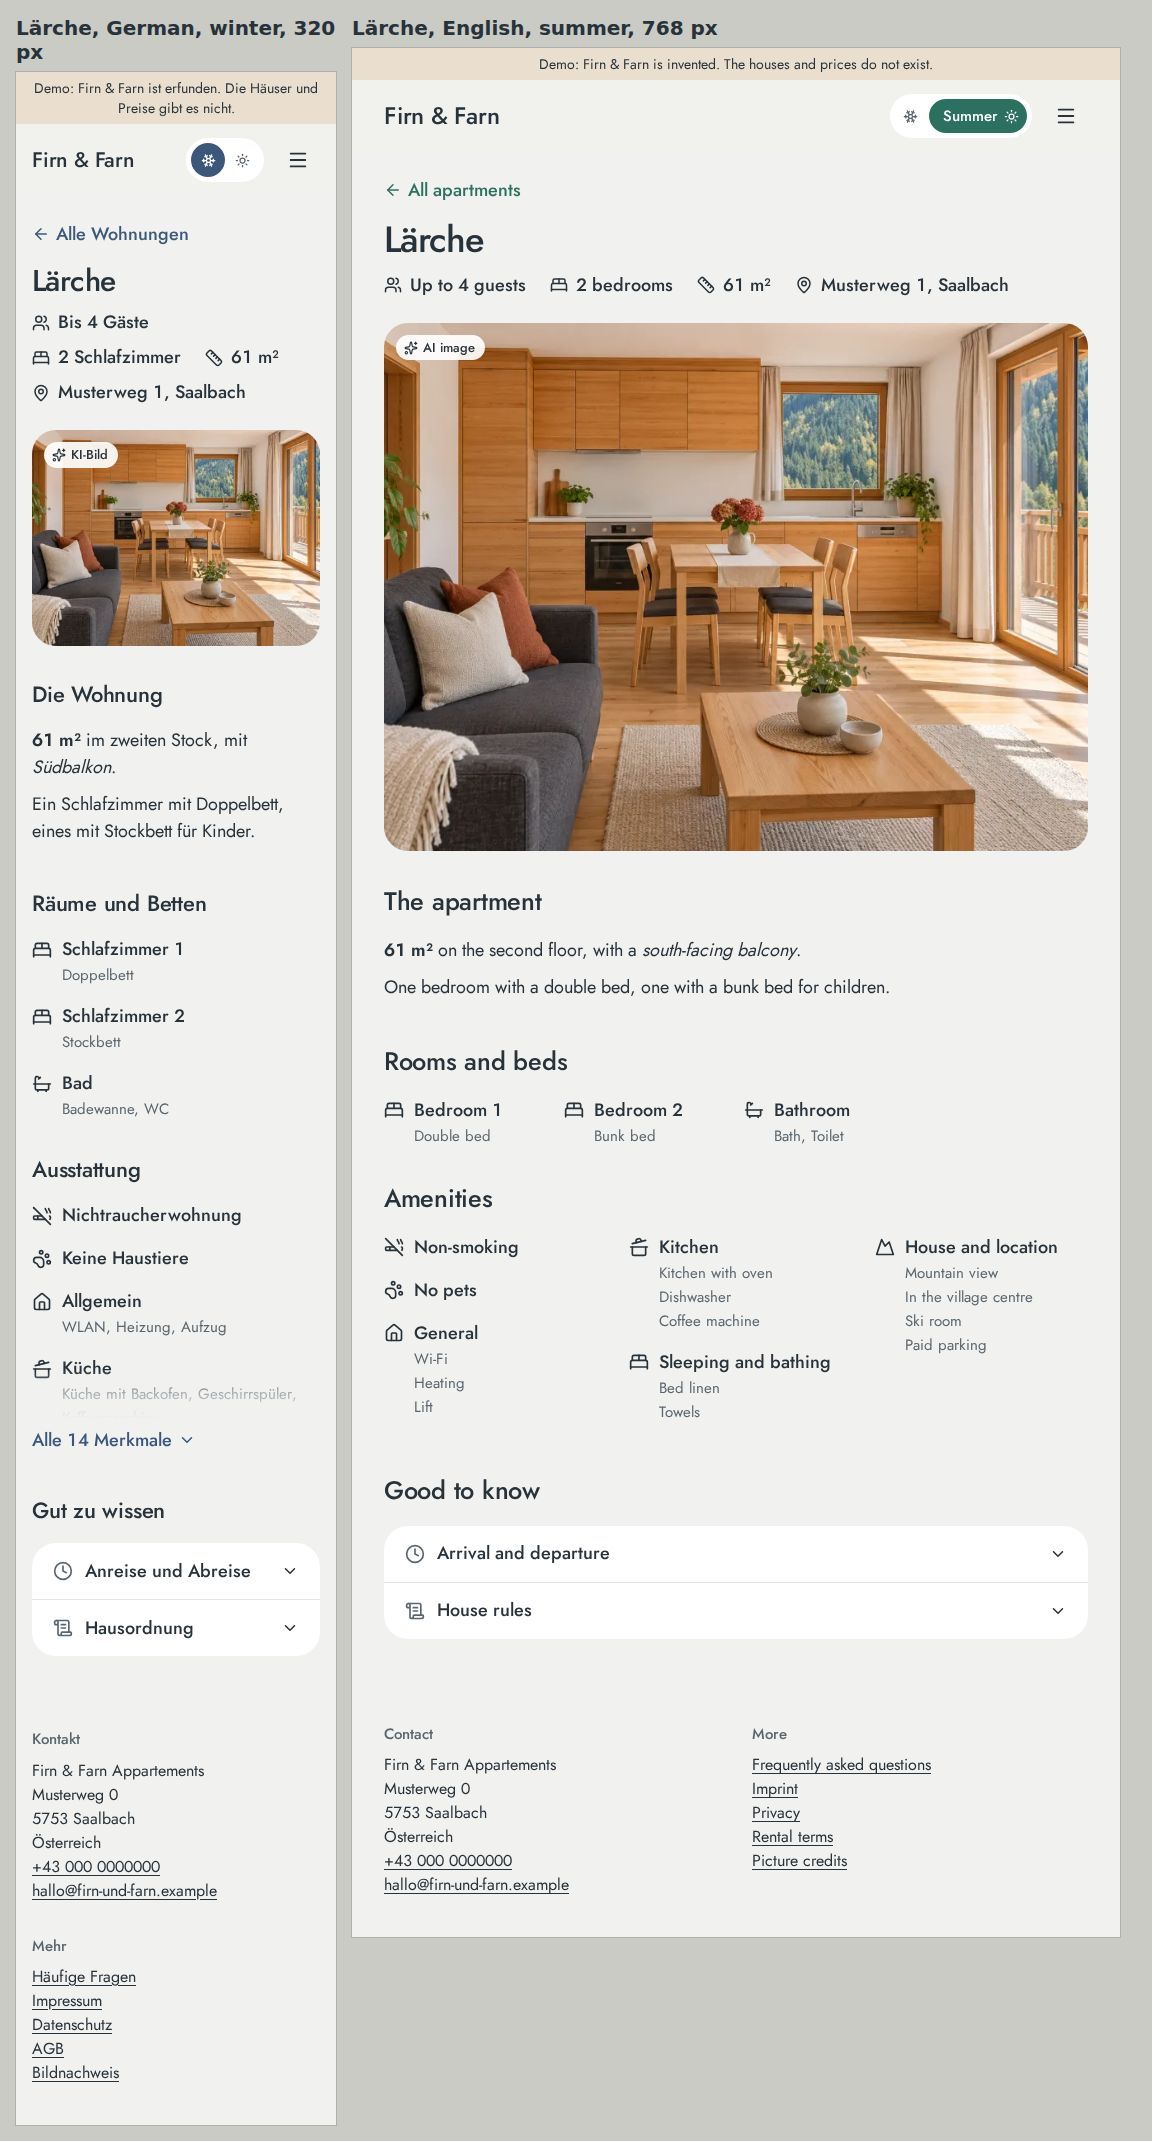 Lärche, German, winter, 320
px
Demo: Firn & Farn ist erfunden. Die Häuser und
Preise gibt es nicht.
Firn & Farn
Alle Wohnungen
Lärche
Bis 4 Gäste
2 Schlafzimmer 61 m²
Musterweg 1, Saalbach
KI-Bild
Die Wohnung
61 m² im zweiten Stock, mit
Südbalkon.
Ein Schlafzimmer mit Doppelbett,
eines mit Stockbett für Kinder.
Räume und Betten
Schlafzimmer 1
Doppelbett
Schlafzimmer 2
Stockbett
Bad
Badewanne, WC
Ausstattung
Nichtraucherwohnung
Keine Haustiere
Allgemein
WLAN, Heizung, Aufzug
Küche
Küche mit Backofen, Geschirrspüler,
Alle 14 Merkmale
Gut zu wissen
Anreise und Abreise
Hausordnung
Kontakt
Firn & Farn Appartements
Musterweg 0
5753 Saalbach
Österreich
+43 000 0000000
hallo@firn-und-farn.example
Mehr
Häufige Fragen
Impressum
Datenschutz
AGB
Bildnachweis
Lärche, English, summer, 768 px
Demo: Firn & Farn is invented. The houses and prices do not exist.
Firn & Farn
Summer
All apartments
Lärche
Up to 4 guests 2 bedrooms 61 m² Musterweg 1, Saalbach
AI image
The apartment
61 m² on the second floor, with a south-facing balcony.
One bedroom with a double bed, one with a bunk bed for children.
Rooms and beds
Bedroom 1
Double bed
Bedroom 2
Bunk bed
Bathroom
Bath, Toilet
Amenities
Non-smoking
No pets
General
Wi-Fi
Heating
Lift
Kitchen
Kitchen with oven
Dishwasher
Coffee machine
Sleeping and bathing
Bed linen
Towels
House and location
Mountain view
In the village centre
Ski room
Paid parking
Good to know
Arrival and departure
House rules
Contact
Firn & Farn Appartements
Musterweg 0
5753 Saalbach
Österreich
+43 000 0000000
hallo@firn-und-farn.example
More
Frequently asked questions
Imprint
Privacy
Rental terms
Picture credits